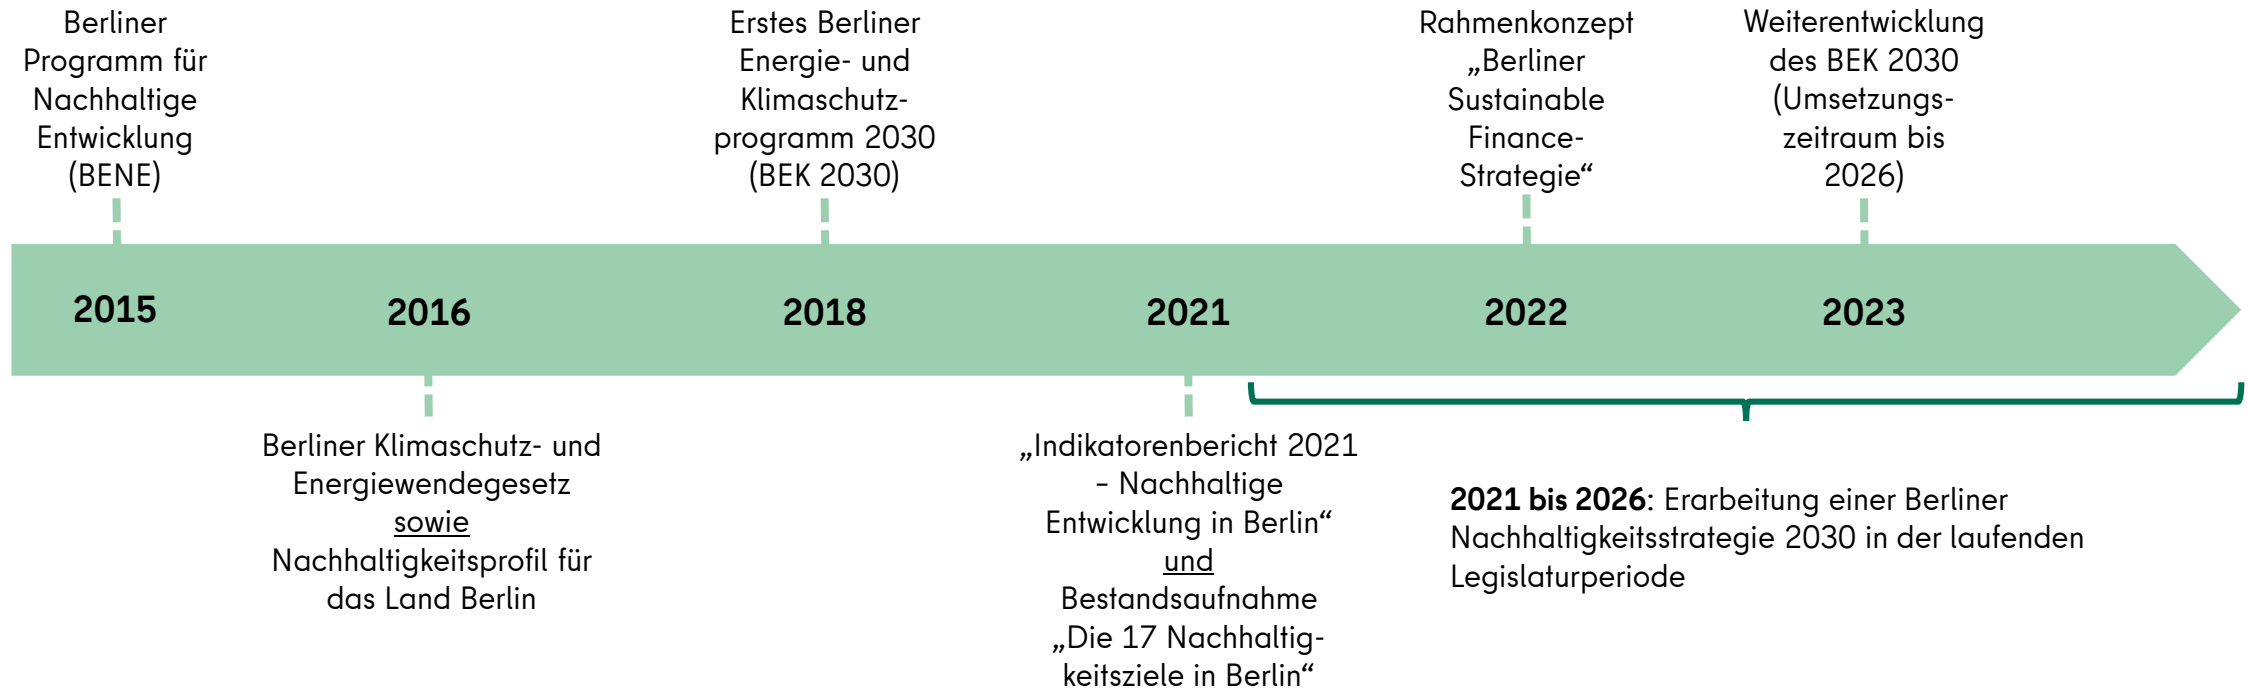 Berliner
Programm für
Nachhaltige
Entwicklung
(BENE)
Erstes Berliner
Energie- und
Klimaschutz-
programm 2030
(BEK 2030)
Rahmenkonzept
„Berliner
Sustainable
Finance-
Strategie“
Weiterentwicklung
des BEK 2030
(Umsetzungs-
zeitraum bis
2026)
2015
2016
2018
2021
2022
2023
Berliner Klimaschutz- und
Energiewendegesetz
sowie
Nachhaltigkeitsprofil für
das Land Berlin
„Indikatorenbericht 2021
– Nachhaltige
Entwicklung in Berlin“
und
Bestandsaufnahme
„Die 17 Nachhaltig-
keitsziele in Berlin“
2021 bis 2026: Erarbeitung einer Berliner
Nachhaltigkeitsstrategie 2030 in der laufenden
Legislaturperiode